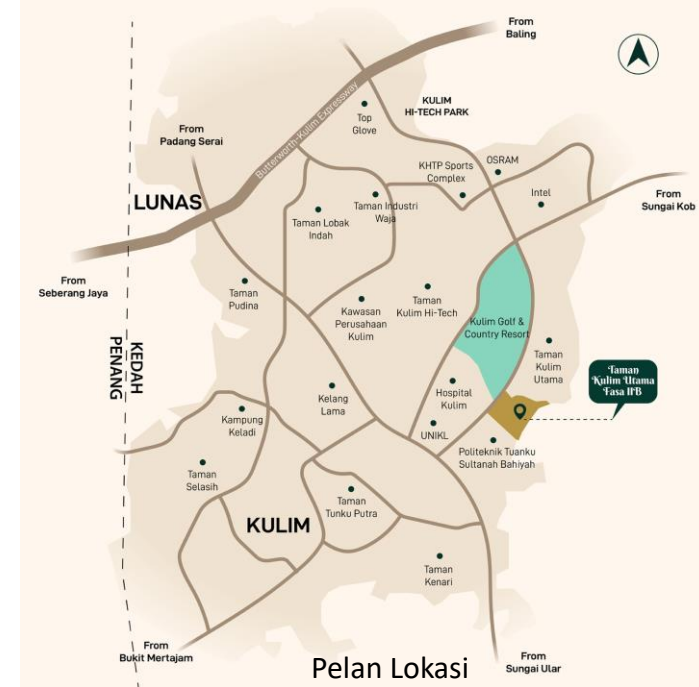 From
Baling
KULIM
HI-TECH PARK
Top
Glove
From
Padang Serai
Butterworth-Kulim Expressway
KHTP Sports
Complex
OSRAM
Intel
From
Sungai Kob
LUNAS
Taman Industri
Waja
Taman Lobak
Indah
From
Seberang Jaya
Taman
Pudina
Kawasan
Perusahaan
Kulim
Taman
Kulim Hi-Tech
Kulim Golf &
Country Resort
Taman
Kulim
Utama
KEDAH
PENANG
Taman
Kulim Utama
Fasa 11B
Kelang
Lama
Hospital
Kulim
Kampung
Keladi
UNIKL
Politeknik Tuanku
Sultanah Bahiyah
Taman
Selasih
Taman
Tunku Putra
KULIM
Taman
Kenari
From
Bukit Mertajam
From
Sungai Ular
Pelan Lokasi